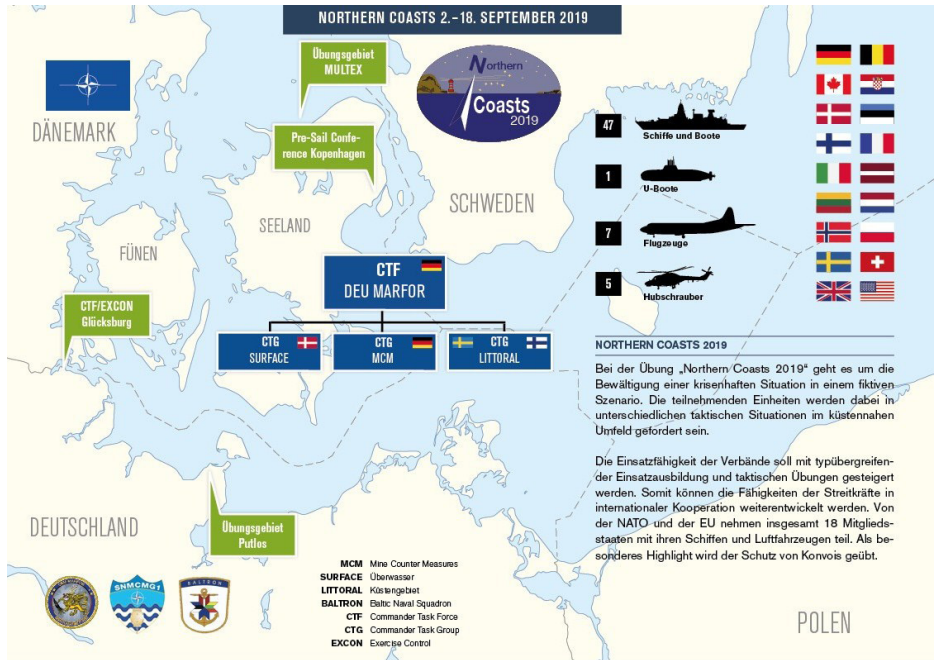 NORTHERN COASTS 2.–18. SEPTEMBER 2019
Übungsgebiet
MULTEX
Northern
Coasts
2019
DÄNEMARK
Pre-Sail Confe-
rence Kopenhagen
47
Schiffe und Boote
1
U-Boote
7
Flugzeuge
5
Hubschrauber
SCHWEDEN
SEELAND
FÜNEN
CTF
DEU MARFOR
CTG
SURFACE
CTG
MCM
CTG
LITTORAL
CTF/EXCON
Glücksburg
NORTHERN COASTS 2019
Bei der Übung „Northern Coasts 2019“ geht es um die
Bewältigung einer krisenhaften Situation in einem fiktiven
Szenario. Die teilnehmenden Einheiten werden dabei in
unterschiedlichen taktischen Situationen im küstennahen
Umfeld gefordert sein.
Die Einsatzfähigkeit der Verbände soll mit typübergreifen-
der Einsatzausbildung und taktischen Übungen gesteigert
werden. Somit können die Fähigkeiten der Streitkräfte in
internationaler Kooperation weiterentwickelt werden. Von
der NATO und der EU nehmen insgesamt 18 Mitglieds-
staaten mit ihren Schiffen und Luftfahrzeugen teil. Als be-
sonderes Highlight wird der Schutz von Konvois geübt.
DEUTSCHLAND
Übungsgebiet
Putlos
SNMCMG1
BALTRON
MCM Mine Counter Measures
SURFACE Überwasser
LITTORAL Küstengebiet
BALTRON Baltic Naval Squadron
CTF Commander Task Force
CTG Commander Task Group
EXCON Exercise Control
POLEN